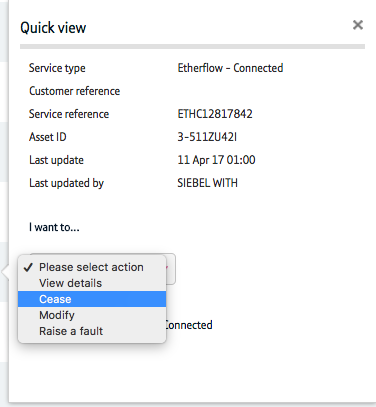 Quick view
Service type Etherflow - Connected
Customer reference
Service reference ETHC12817842
Asset ID 3-511ZU42I
Last update 11 Apr 17 01:00
Last updated by SIEBEL WITH
I want to...
✓ Please select action
View details
Cease
Modify
Connected
Raise a fault